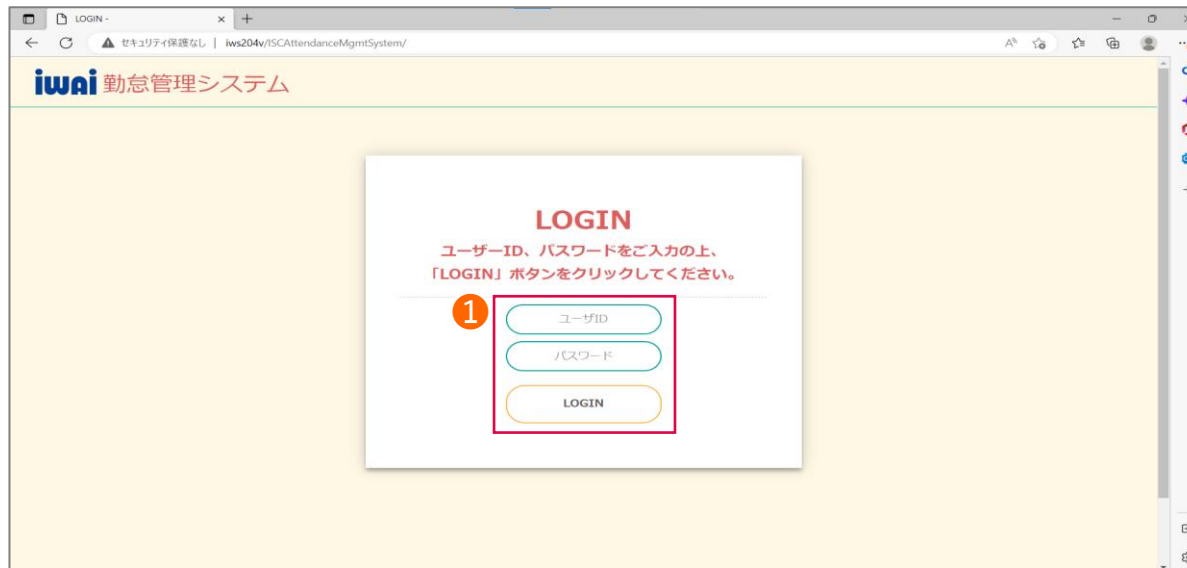 LOGIN -
セキュリティ保護なし | iws204v/ISCAttendanceMgmtSystem/
iwai 勤怠管理システム
LOGIN
ユーザーID、パスワードをご入力の上、
「LOGIN」ボタンをクリックしてください。
1
ユーザID
パスワード
LOGIN